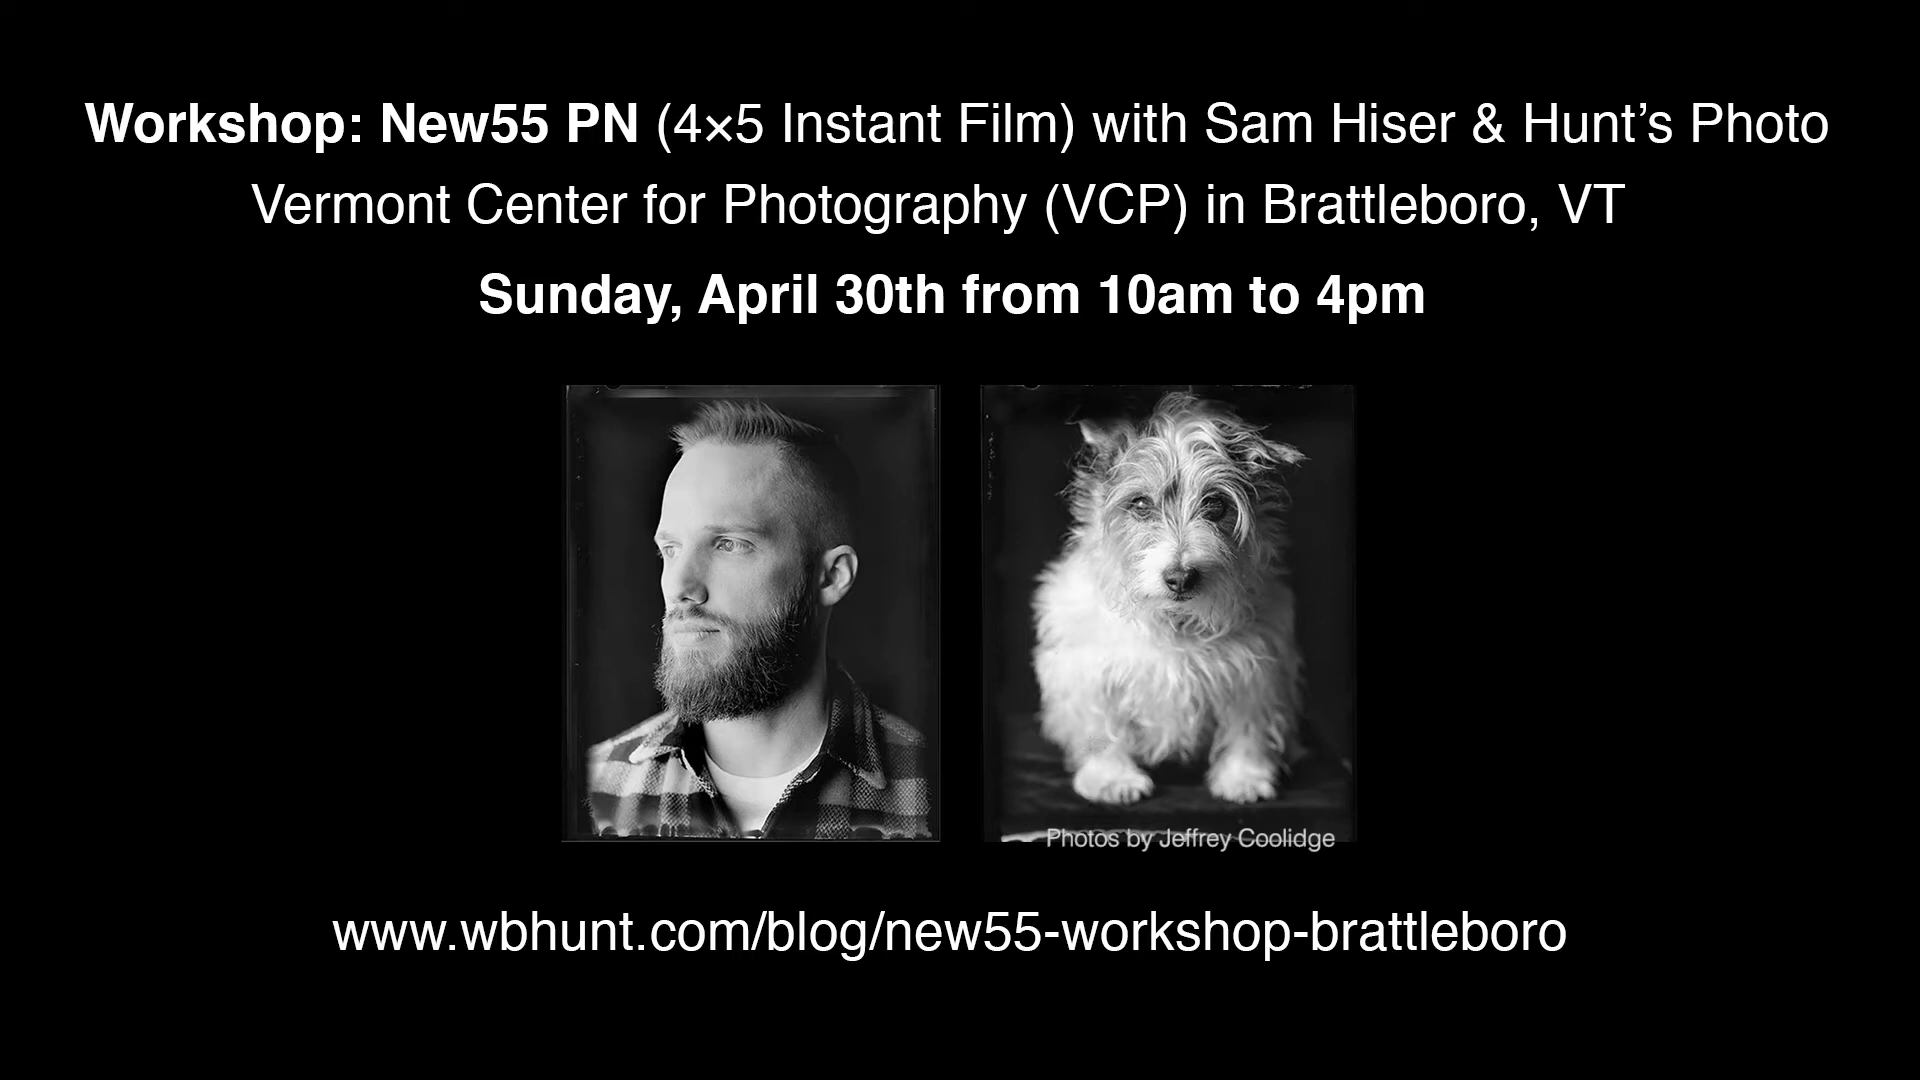 Workshop: New55 PN (4×5 Instant Film) with Sam Hiser & Hunt’s Photo
Vermont Center for Photography (VCP) in Brattleboro, VT
Sunday, April 30th from 10am to 4pm
Photos by Jeffrey Coolidge
www.wbhunt.com/blog/new55-workshop-brattleboro